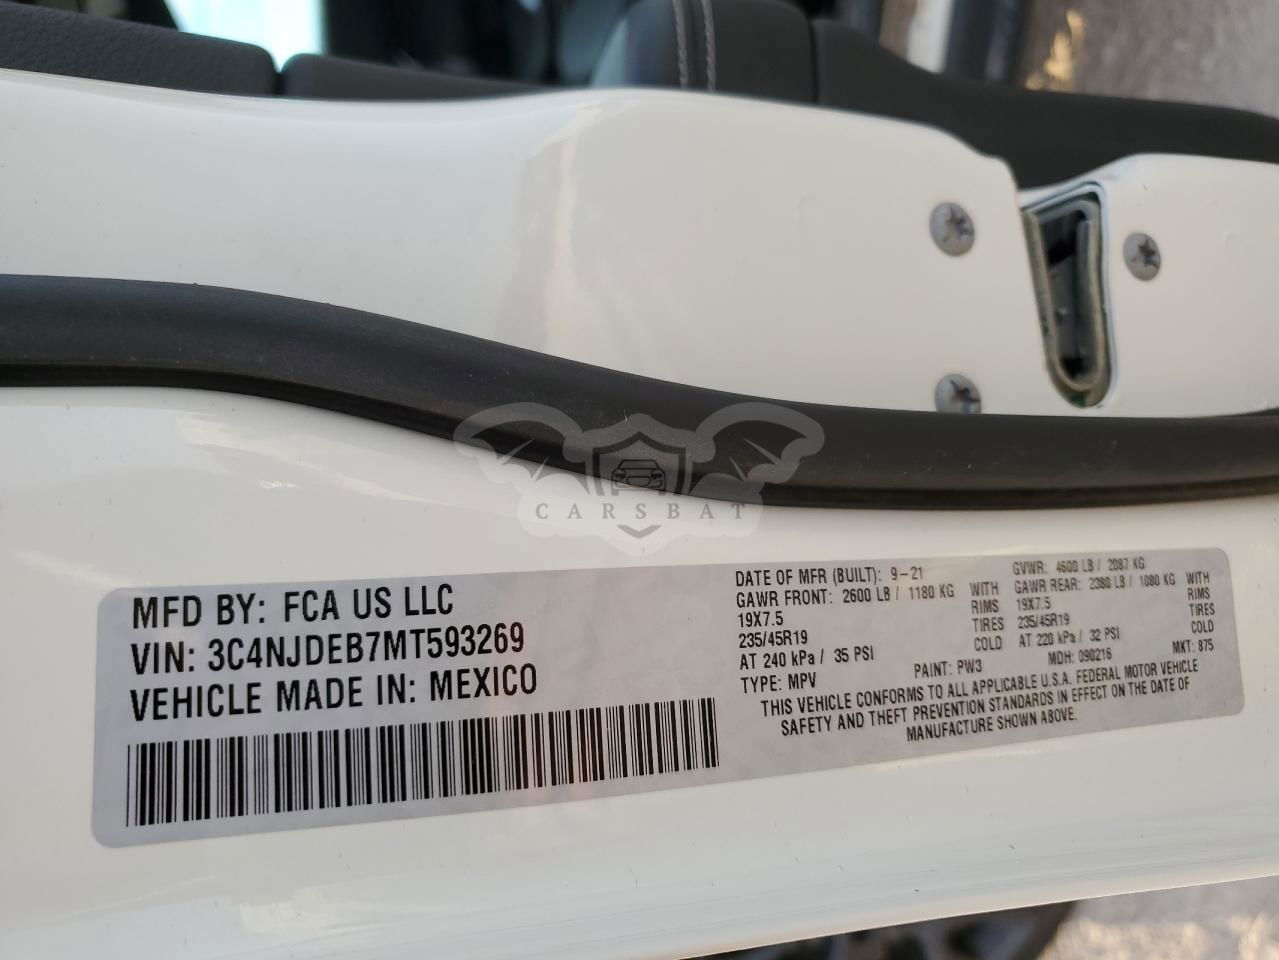 CARSBAT
MFD BY: FCA US LLC
VIN: 3C4NJDEB7MT593269
VEHICLE MADE IN: MEXICO
DATE OF MFR (BUILT): 9-21 GVWR: 4600 LB / 2087 KG
GAWR FRONT: 2600 LB / 1180 KG WITH GAWR REAR: 2380 LB / 1080 KG WITH
19X7.5 RIMS 19X7.5 RIMS
235/45R19 TIRES 235/45R19 TIRES
AT 240 kPa / 35 PSI COLD AT 220 kPa / 32 PSI COLD
TYPE: MPV PAINT: PW3 MDH: 090216 MKT: 875
THIS VEHICLE CONFORMS TO ALL APPLICABLE U.S.A. FEDERAL MOTOR VEHICLE
SAFETY AND THEFT PREVENTION STANDARDS IN EFFECT ON THE DATE OF
MANUFACTURE SHOWN ABOVE.